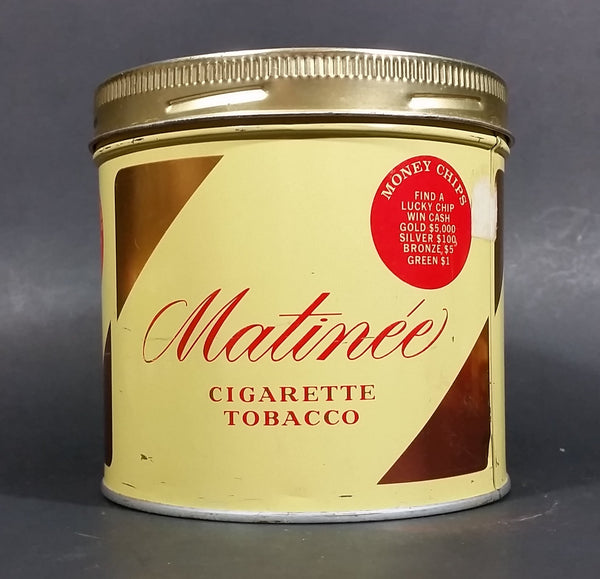 MONEY CHIPS
FIND A
LUCKY CHIP
WIN CASH
GOLD $5,000
SILVER $100
BRONZE $5
GREEN $1
Matinée
CIGARETTE
TOBACCO